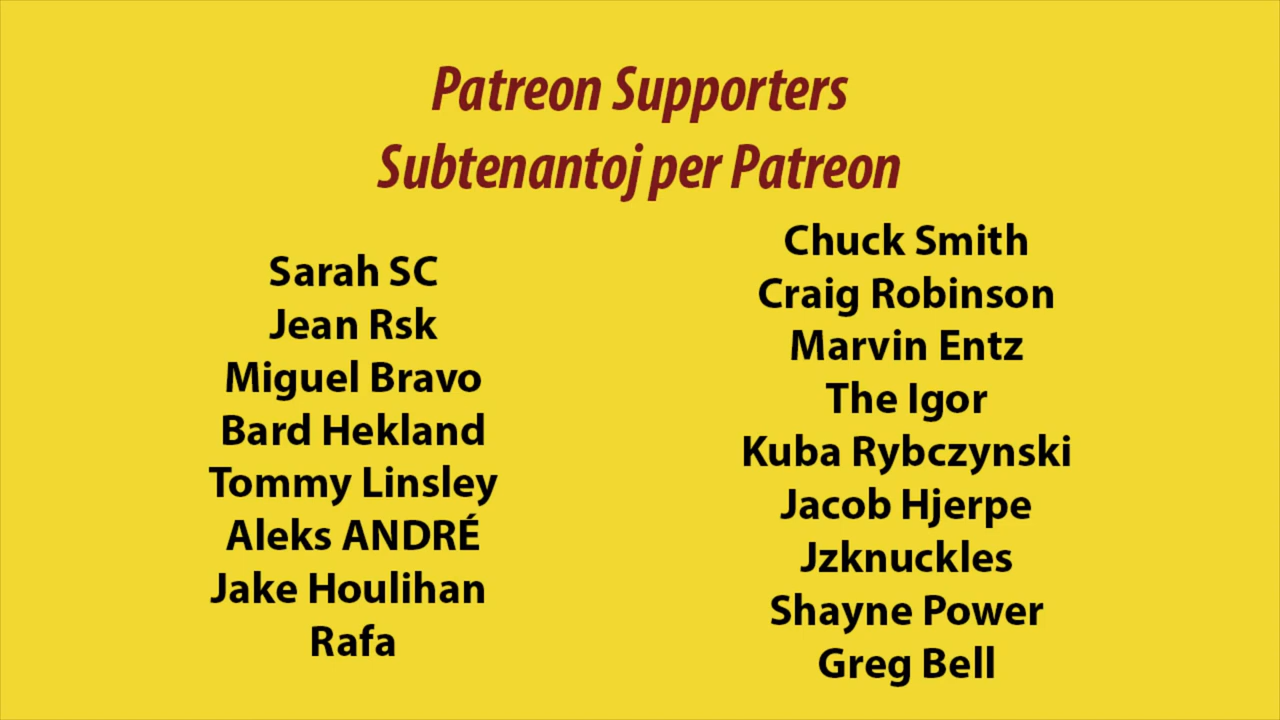 Patreon Supporters
Subtenantoj per Patreon
Sarah SC
Jean Rsk
Miguel Bravo
Bard Hekland
Tommy Linsley
Aleks ANDRÉ
Jake Houlihan
Rafa
Chuck Smith
Craig Robinson
Marvin Entz
The Igor
Kuba Rybczynski
Jacob Hjerpe
Jzknuckles
Shayne Power
Greg Bell